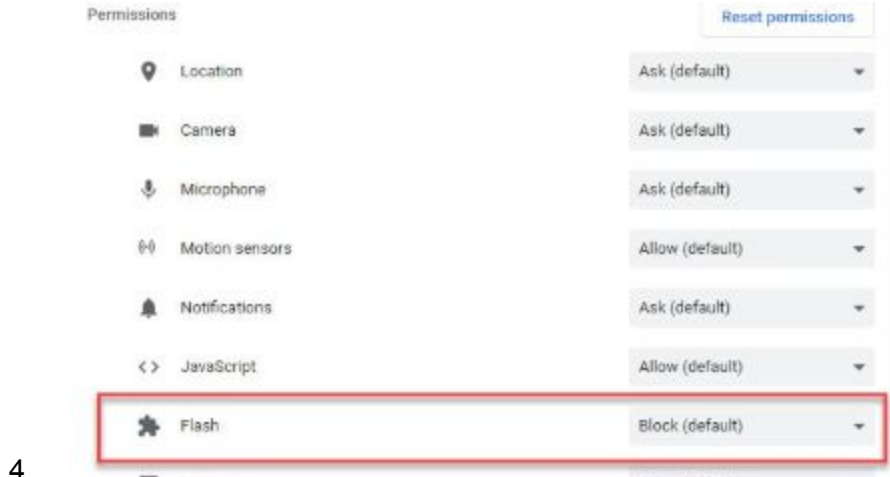 Permissions
Reset permissions
Location Ask (default)
Camera Ask (default)
Microphone Ask (default)
Motion sensors Allow (default)
Notifications Ask (default)
JavaScript Allow (default)
Flash Block (default)
4